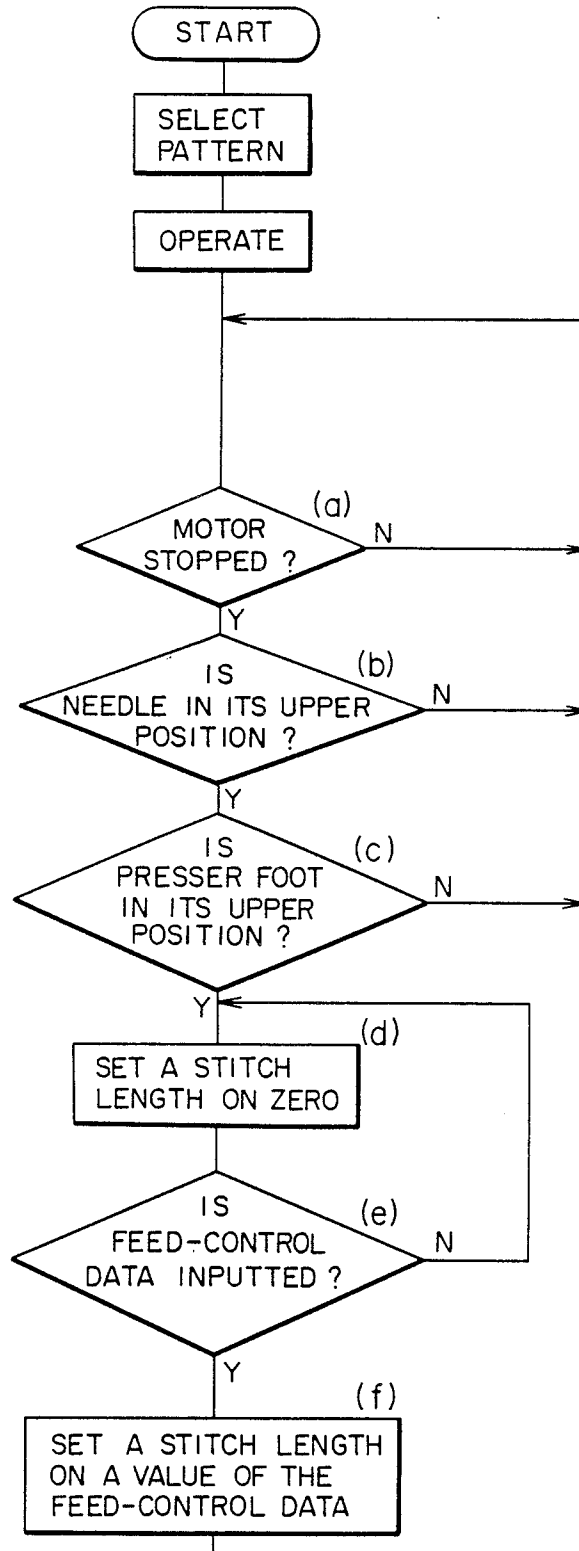 START
SELECT
PATTERN
OPERATE
(a)
MOTOR
STOPPED ?
N
Y
(b)
IS
NEEDLE IN ITS UPPER
POSITION ?
N
Y
(c)
IS
PRESSER FOOT
IN ITS UPPER
POSITION ?
N
Y
(d)
SET A STITCH
LENGTH ON ZERO
(e)
IS
FEED-CONTROL
DATA INPUTTED ?
N
Y
(f)
SET A STITCH LENGTH
ON A VALUE OF THE
FEED-CONTROL DATA